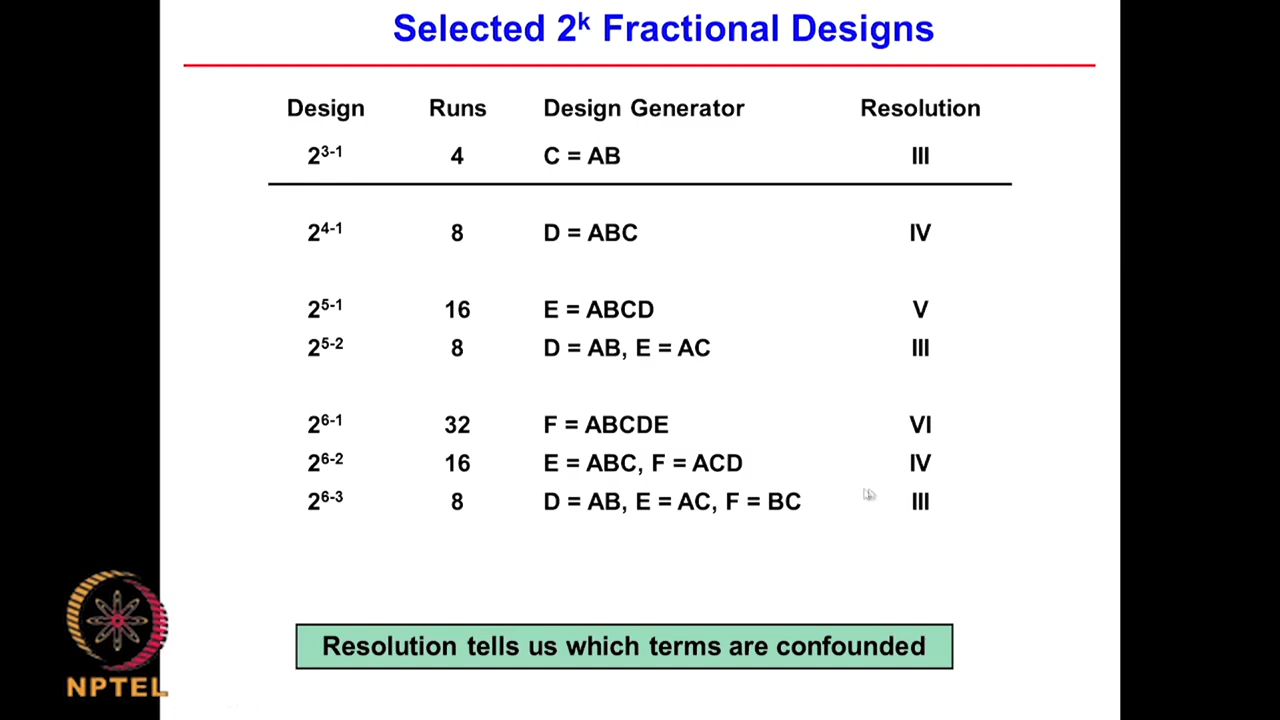 Selected 2^k Fractional Designs
Design Runs Design Generator Resolution
2^3-1 4 C = AB III
2^4-1 8 D = ABC IV
2^5-1 16 E = ABCD V
2^5-2 8 D = AB, E = AC III
2^6-1 32 F = ABCDE VI
2^6-2 16 E = ABC, F = ACD IV
2^6-3 8 D = AB, E = AC, F = BC III
Resolution tells us which terms are confounded
NPTEL